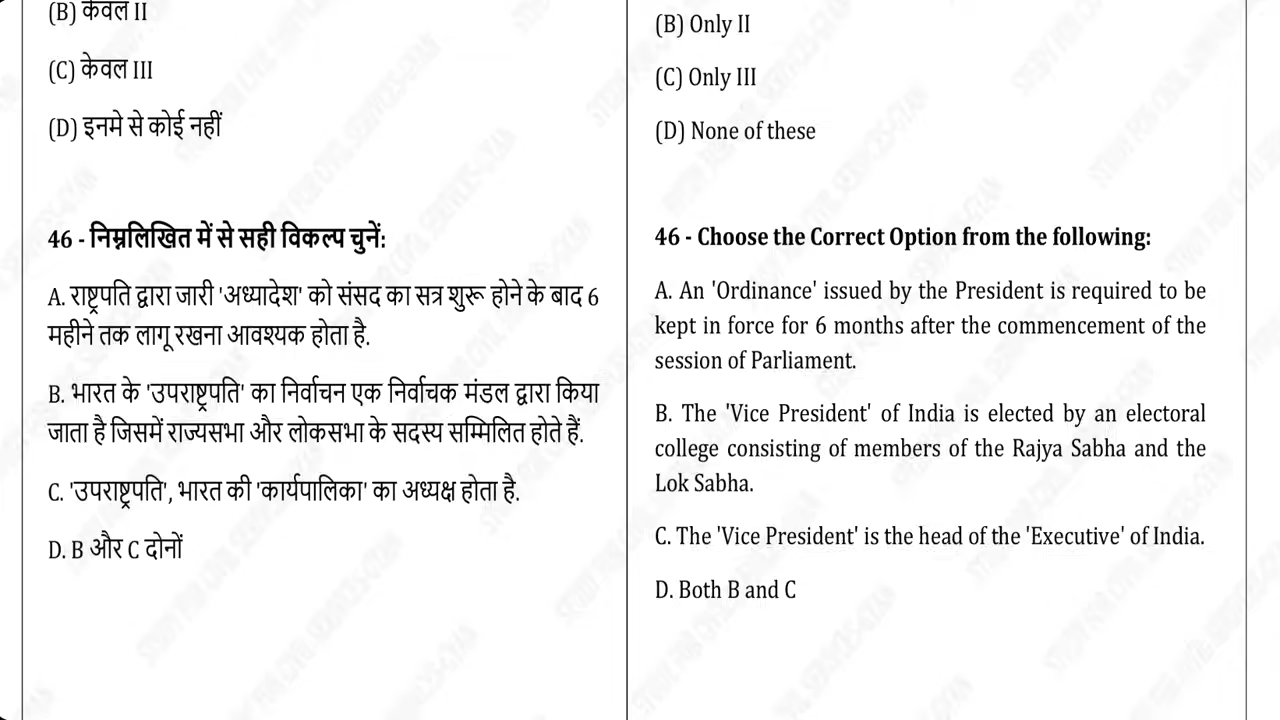 (B) केवल II
(C) केवल III
(D) इनमे से कोई नहीं
46 - निम्नलिखित में से सही विकल्प चुनें:
A. राष्ट्रपति द्वारा जारी 'अध्यादेश' को संसद का सत्र शुरू होने के बाद 6
महीने तक लागू रखना आवश्यक होता है.
B. भारत के 'उपराष्ट्रपति' का निर्वाचन एक निर्वाचक मंडल द्वारा किया
जाता है जिसमें राज्यसभा और लोकसभा के सदस्य सम्मिलित होते हैं.
C. 'उपराष्ट्रपति', भारत की 'कार्यपालिका' का अध्यक्ष होता है.
D. B और C दोनों
(B) Only II
(C) Only III
(D) None of these
46 - Choose the Correct Option from the following:
A. An 'Ordinance' issued by the President is required to be
kept in force for 6 months after the commencement of the
session of Parliament.
B. The 'Vice President' of India is elected by an electoral
college consisting of members of the Rajya Sabha and the
Lok Sabha.
C. The 'Vice President' is the head of the 'Executive' of India.
D. Both B and C